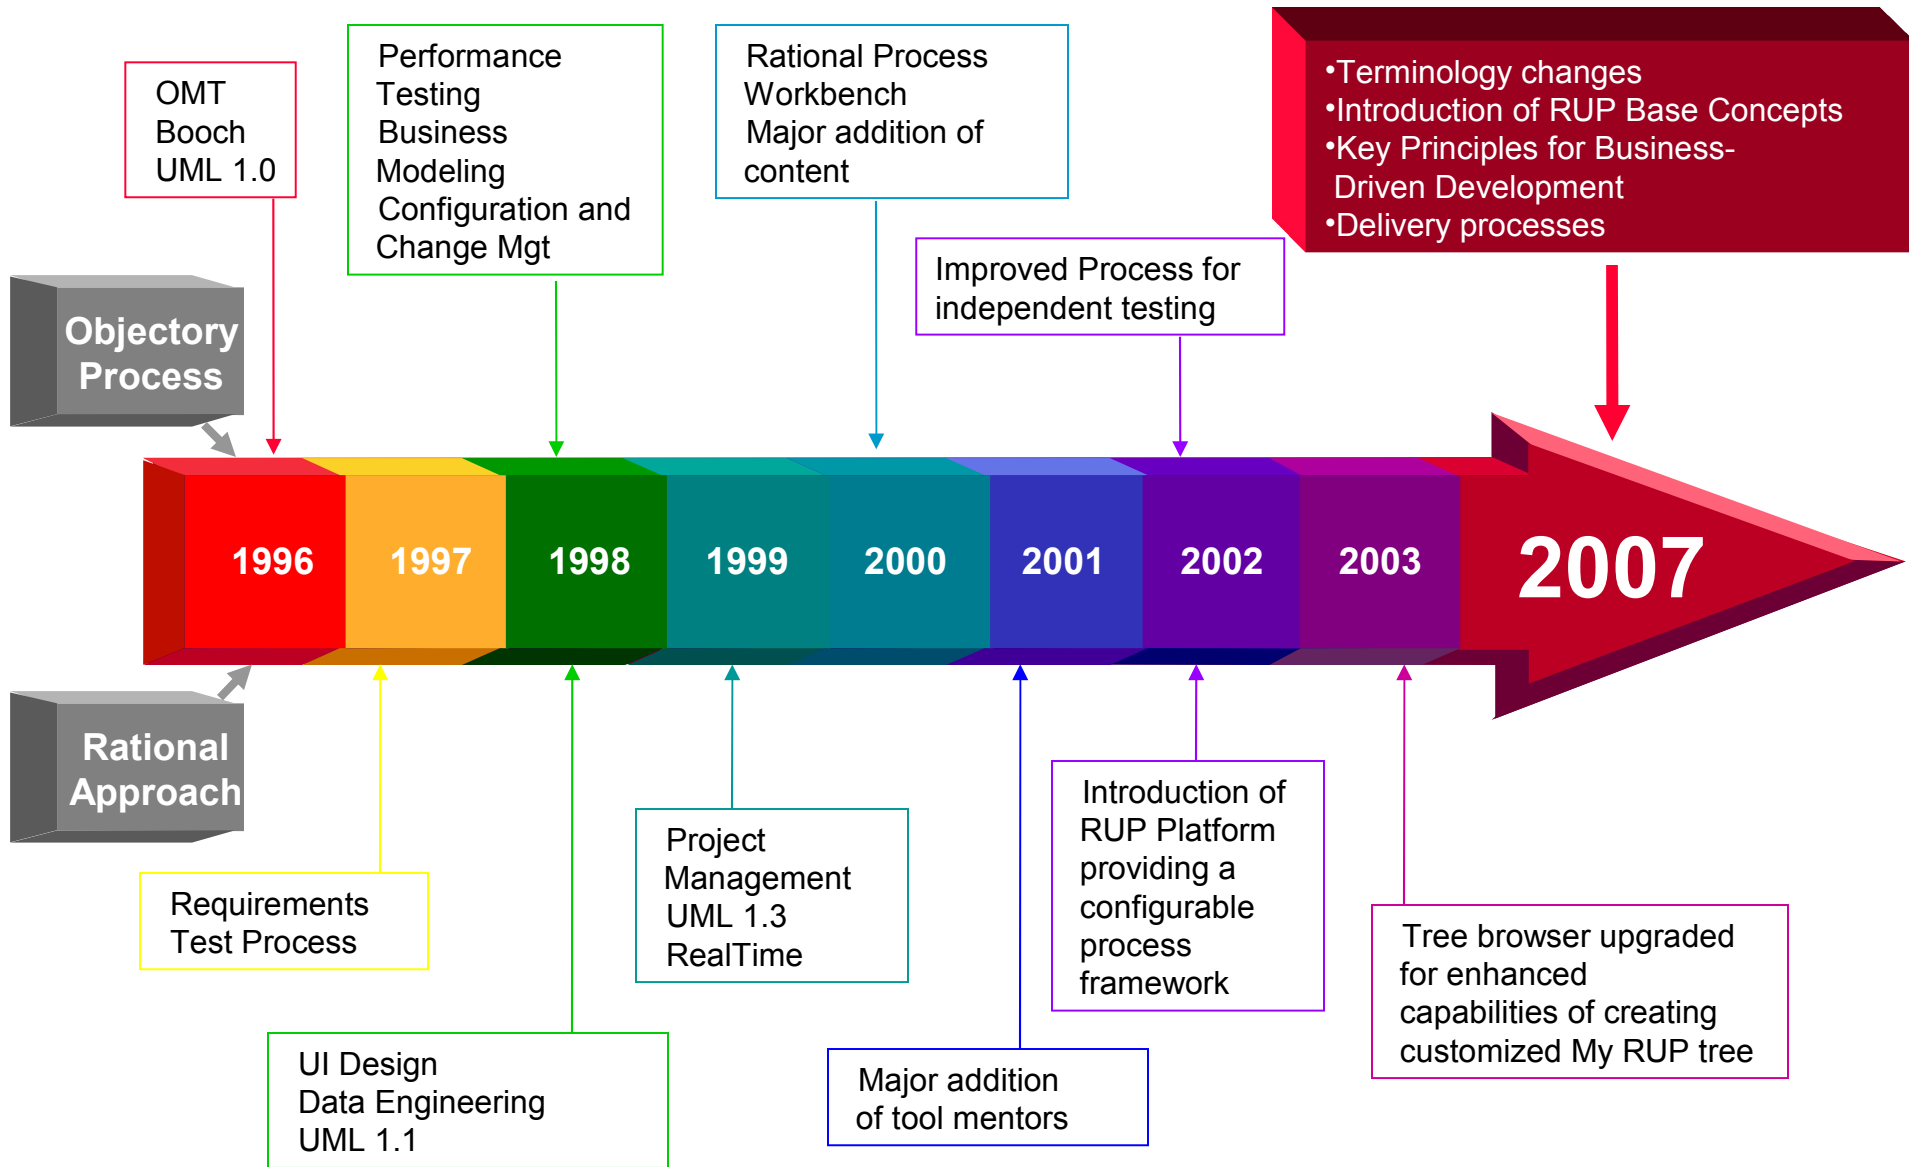 OMT
Booch
UML 1.0
Performance
Testing
Business
Modeling
Configuration and
Change Mgt
Rational Process
Workbench
Major addition of
content
Improved Process for
independent testing
•Terminology changes
•Introduction of RUP Base Concepts
•Key Principles for Business-
Driven Development
•Delivery processes
Objectory
Process
1996
1997
1998
1999
2000
2001
2002
2003
2007
Rational
Approach
Requirements
Test Process
UI Design
Data Engineering
UML 1.1
Project
Management
UML 1.3
RealTime
Major addition
of tool mentors
Introduction of
RUP Platform
providing a
configurable
process
framework
Tree browser upgraded
for enhanced
capabilities of creating
customized My RUP tree